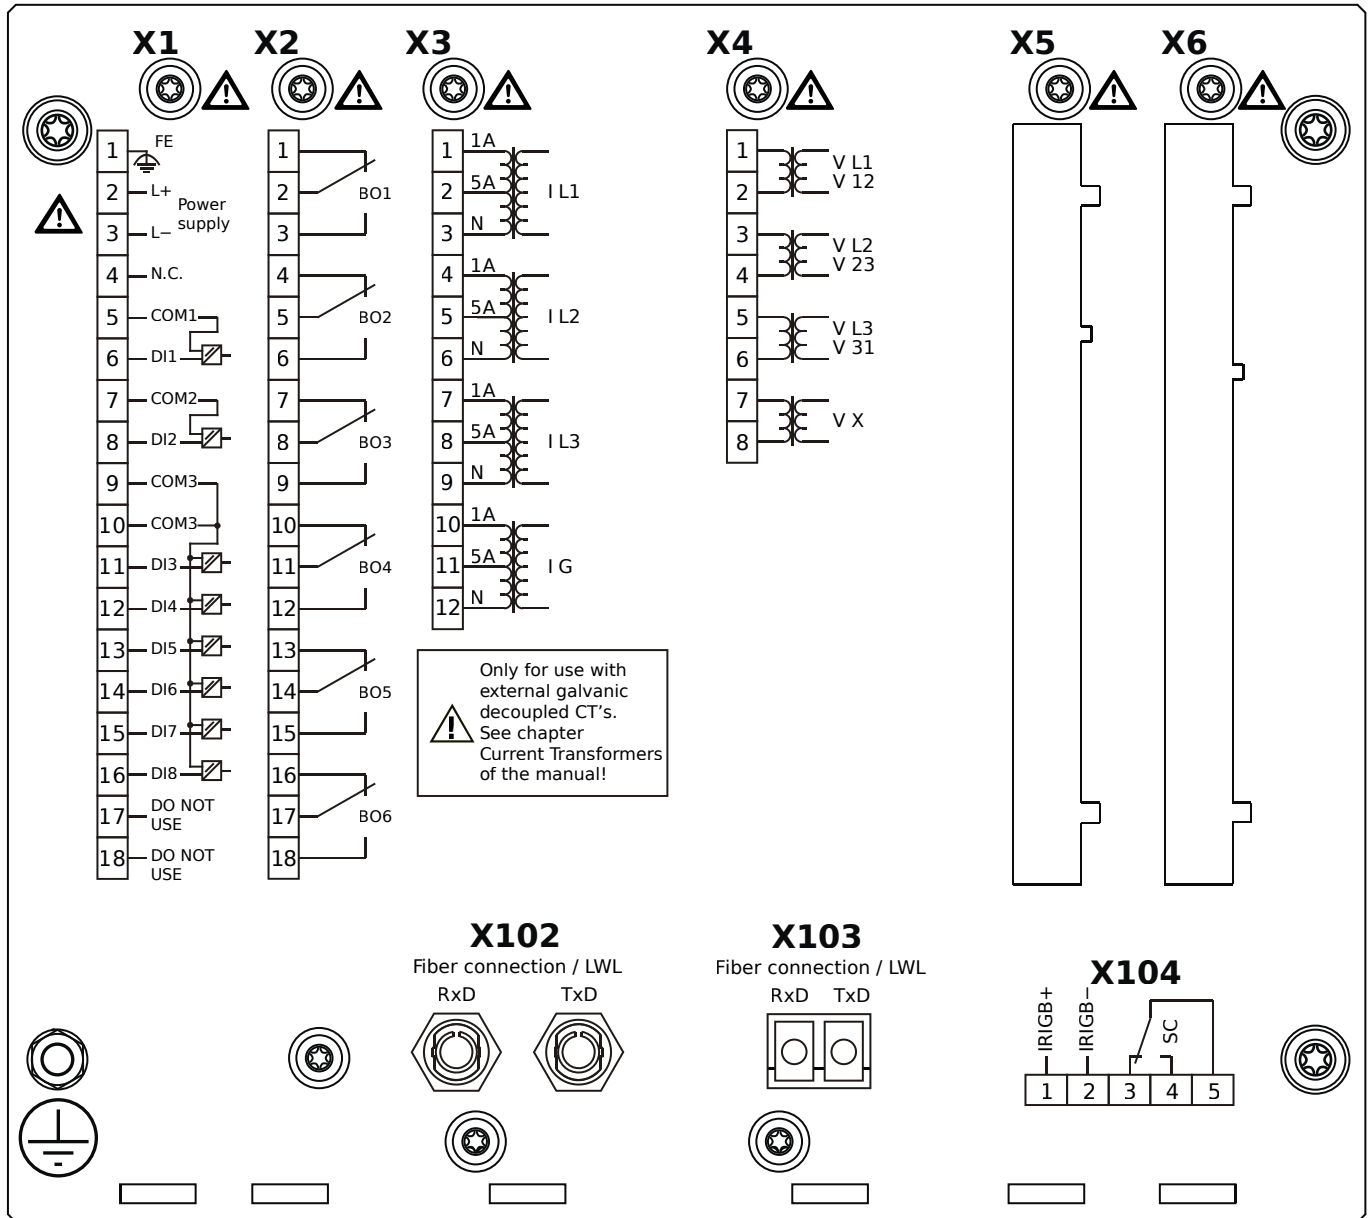 X1 X2 X3 X4 X5 X6
1 FE
2 L+
3 L−
Power
supply
4 N.C.
5 COM1
6 DI1
7 COM2
8 DI2
9 COM3
10 COM3
11 DI3
12 DI4
13 DI5
14 DI6
15 DI7
16 DI8
17 DO NOT
USE
18 DO NOT
USE
1
2 BO1
3
4
5 BO2
6
7
8 BO3
9
10
11 BO4
12
13
14 BO5
15
16
17 BO6
18
1 1A
2 5A I L1
3 N
4 1A
5 5A I L2
6 N
7 1A
8 5A I L3
9 N
10 1A
11 5A I G
12 N
Only for use with
external galvanic
decoupled CT's.
See chapter
Current Transformers
of the manual!
1 V L1
2 V 12
3 V L2
4 V 23
5 V L3
6 V 31
7 V X
8
X102
Fiber connection / LWL
RxD TxD
X103
Fiber connection / LWL
RxD TxD
X104
IRIGB+ IRIGB− SC
1 2 3 4 5